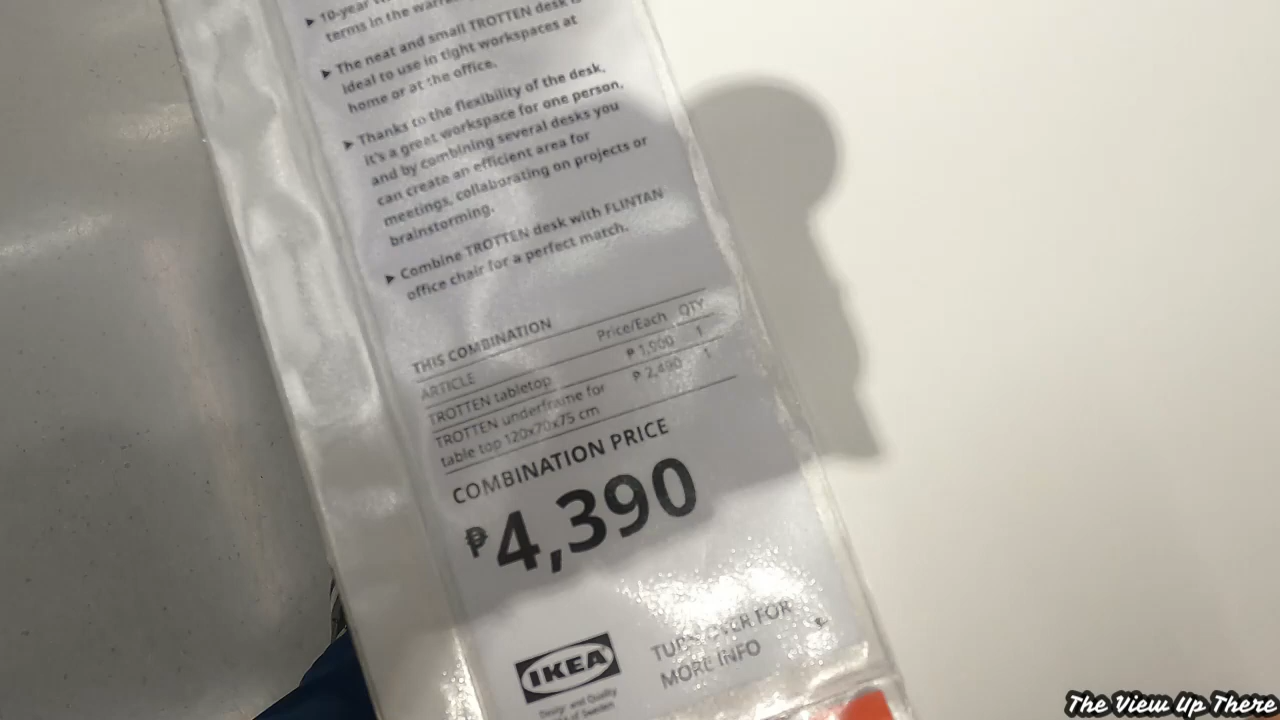 ▶ 10-year
terms in the
The neat and small TROTTEN desk is
ideal to use in tight workspaces at
home or at the office.
▶ Thanks to the flexibility of the desk,
it's a great workspace for one person,
and by combining several desks you
can create an efficient area for
meetings, collaborating on projects or
brainstorming.
▶ Combine TROTTEN desk with FLINTAN
office chair for a perfect match.
THIS COMBINATION
ARTICLE Price/Each QTY
TROTTEN tabletop ₱ 1,900 1
TROTTEN underframe for ₱ 2,490 1
table top 120x70x75 cm
COMBINATION PRICE
₱4,390
IKEA
Design and Quality
of Sweden
TURN OVER FOR
MORE INFO
The View Up There